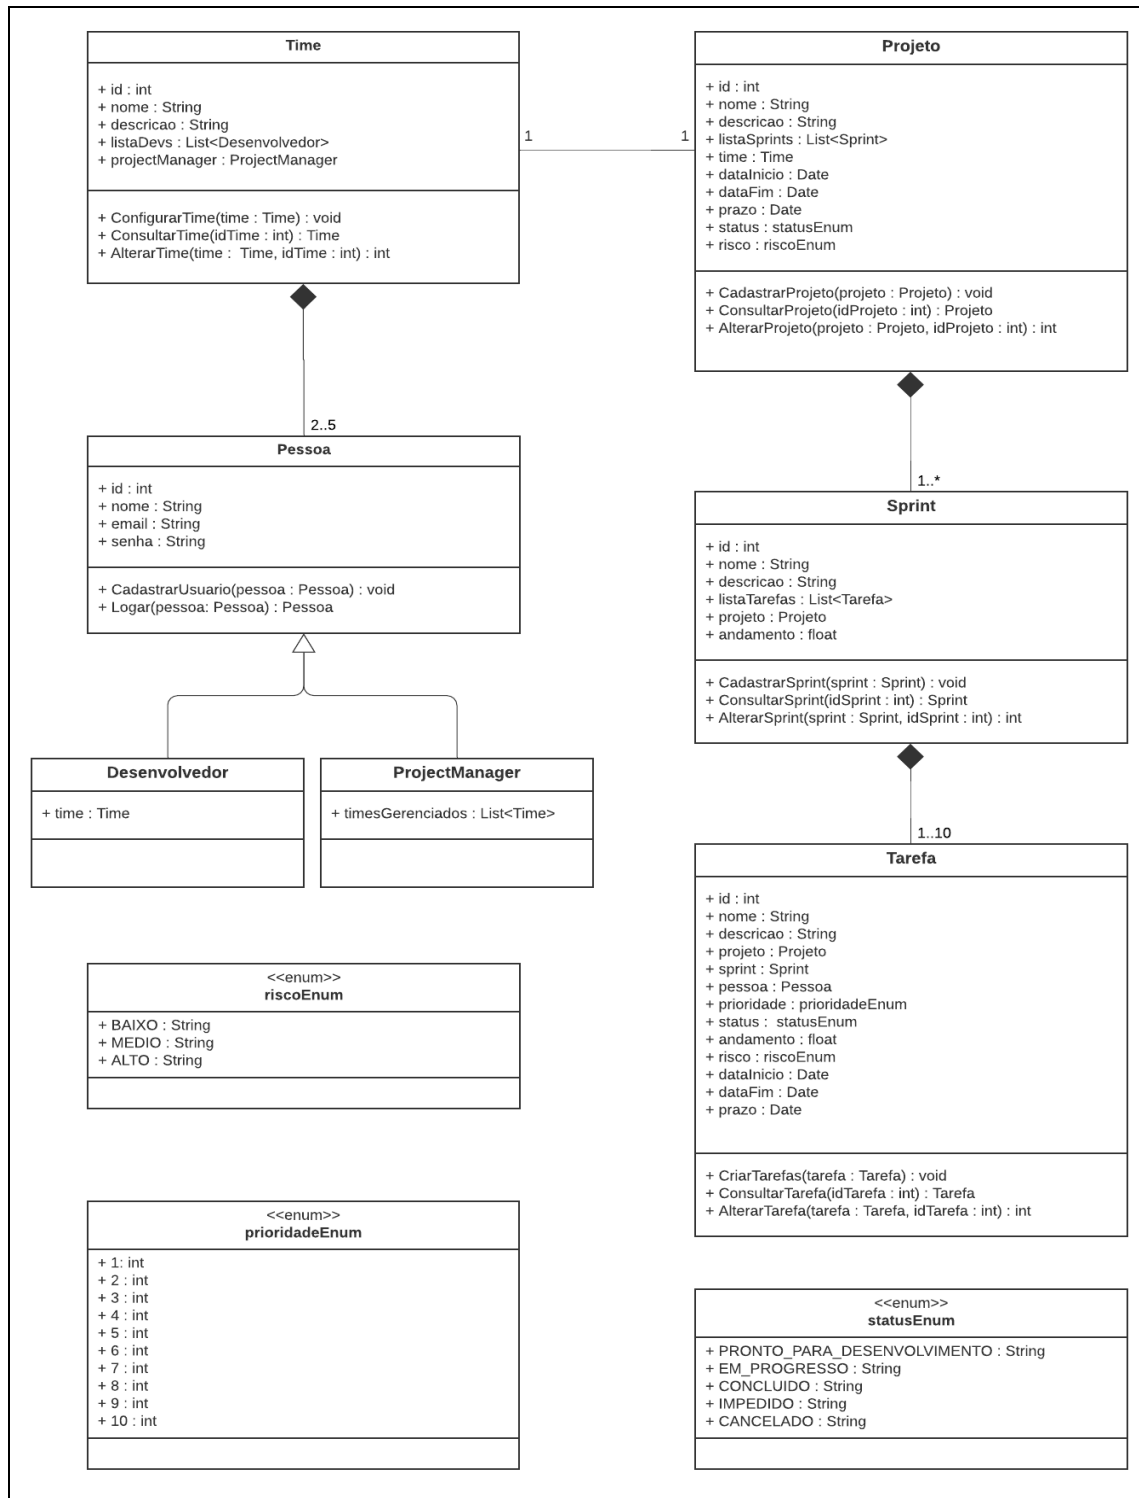 Time
+ id : int
+ nome : String
+ descricao : String
+ listaDevs : List<Desenvolvedor>
+ projectManager : ProjectManager
+ ConfigurarTime(time : Time) : void
+ ConsultarTime(idTime : int) : Time
+ AlterarTime(time :  Time, idTime : int) : int
1
1
Projeto
+ id : int
+ nome : String
+ descricao : String
+ listaSprints : List<Sprint>
+ time : Time
+ dataInicio : Date
+ dataFim : Date
+ prazo : Date
+ status : statusEnum
+ risco : riscoEnum
+ CadastrarProjeto(projeto : Projeto) : void
+ ConsultarProjeto(idProjeto : int) : Projeto
+ AlterarProjeto(projeto : Projeto, idProjeto : int) : int
2..5
Pessoa
+ id : int
+ nome : String
+ email : String
+ senha : String
+ CadastrarUsuario(pessoa : Pessoa) : void
+ Logar(pessoa: Pessoa) : Pessoa
1..*
Sprint
+ id : int
+ nome : String
+ descricao : String
+ listaTarefas : List<Tarefa>
+ projeto : Projeto
+ andamento : float
+ CadastrarSprint(sprint : Sprint) : void
+ ConsultarSprint(idSprint : int) : Sprint
+ AlterarSprint(sprint : Sprint, idSprint : int) : int
Desenvolvedor
+ time : Time
ProjectManager
+ timesGerenciados : List<Time>
1..10
Tarefa
+ id : int
+ nome : String
+ descricao : String
+ projeto : Projeto
+ sprint : Sprint
+ pessoa : Pessoa
+ prioridade : prioridadeEnum
+ status :  statusEnum
+ andamento : float
+ risco : riscoEnum
+ dataInicio : Date
+ dataFim : Date
+ prazo : Date
+ CriarTarefas(tarefa : Tarefa) : void
+ ConsultarTarefa(idTarefa : int) : Tarefa
+ AlterarTarefa(tarefa : Tarefa, idTarefa : int) : int
<<enum>>
riscoEnum
+ BAIXO : String
+ MEDIO : String
+ ALTO : String
<<enum>>
prioridadeEnum
+ 1: int
+ 2 : int
+ 3 : int
+ 4 : int
+ 5 : int
+ 6 : int
+ 7 : int
+ 8 : int
+ 9 : int
+ 10 : int
<<enum>>
statusEnum
+ PRONTO_PARA_DESENVOLVIMENTO : String
+ EM_PROGRESSO : String
+ CONCLUIDO : String
+ IMPEDIDO : String
+ CANCELADO : String